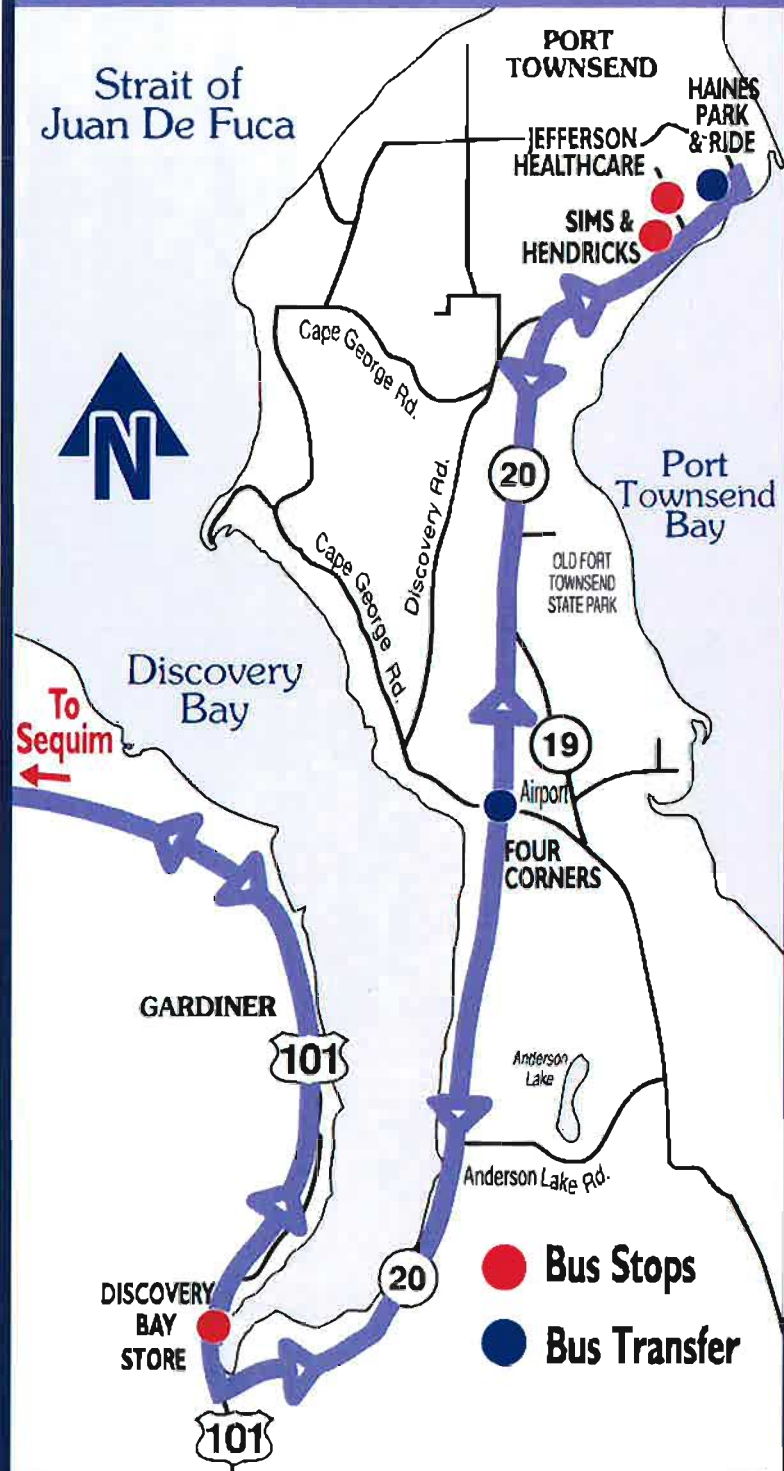 Strait of
Juan De Fuca
PORT
TOWNSEND
HAINES
PARK
& RIDE
JEFFERSON
HEALTHCARE
SIMS &
HENDRICKS
Cape George Rd.
N
20
Port
Townsend
Bay
Discovery Rd.
Cape George Rd.
OLD FORT
TOWNSEND
STATE PARK
Discovery
Bay
To
Sequim
19
Airport
FOUR
CORNERS
GARDINER
101
Anderson
Lake
Anderson Lake Rd.
20
DISCOVERY
BAY
STORE
Bus Stops
Bus Transfer
101